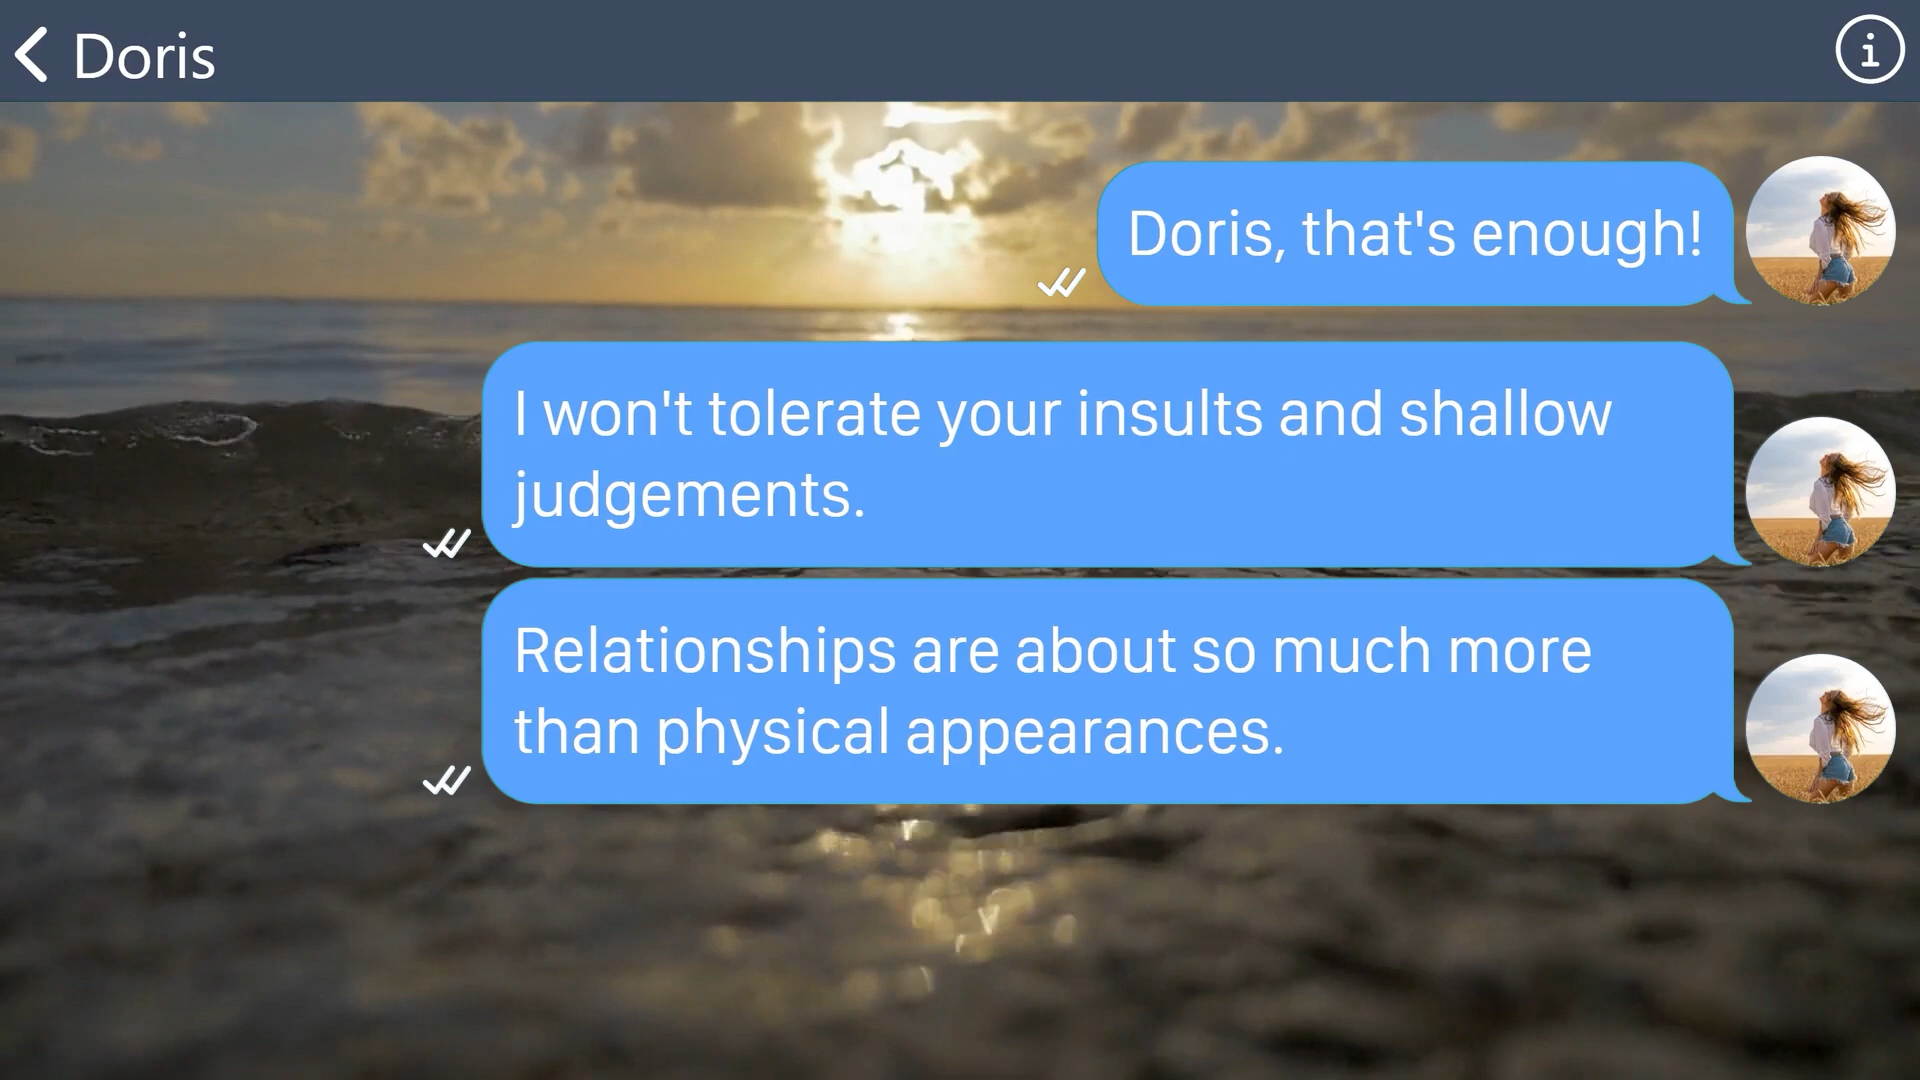 Doris
Doris, that's enough!
I won't tolerate your insults and shallow
judgements.
Relationships are about so much more
than physical appearances.